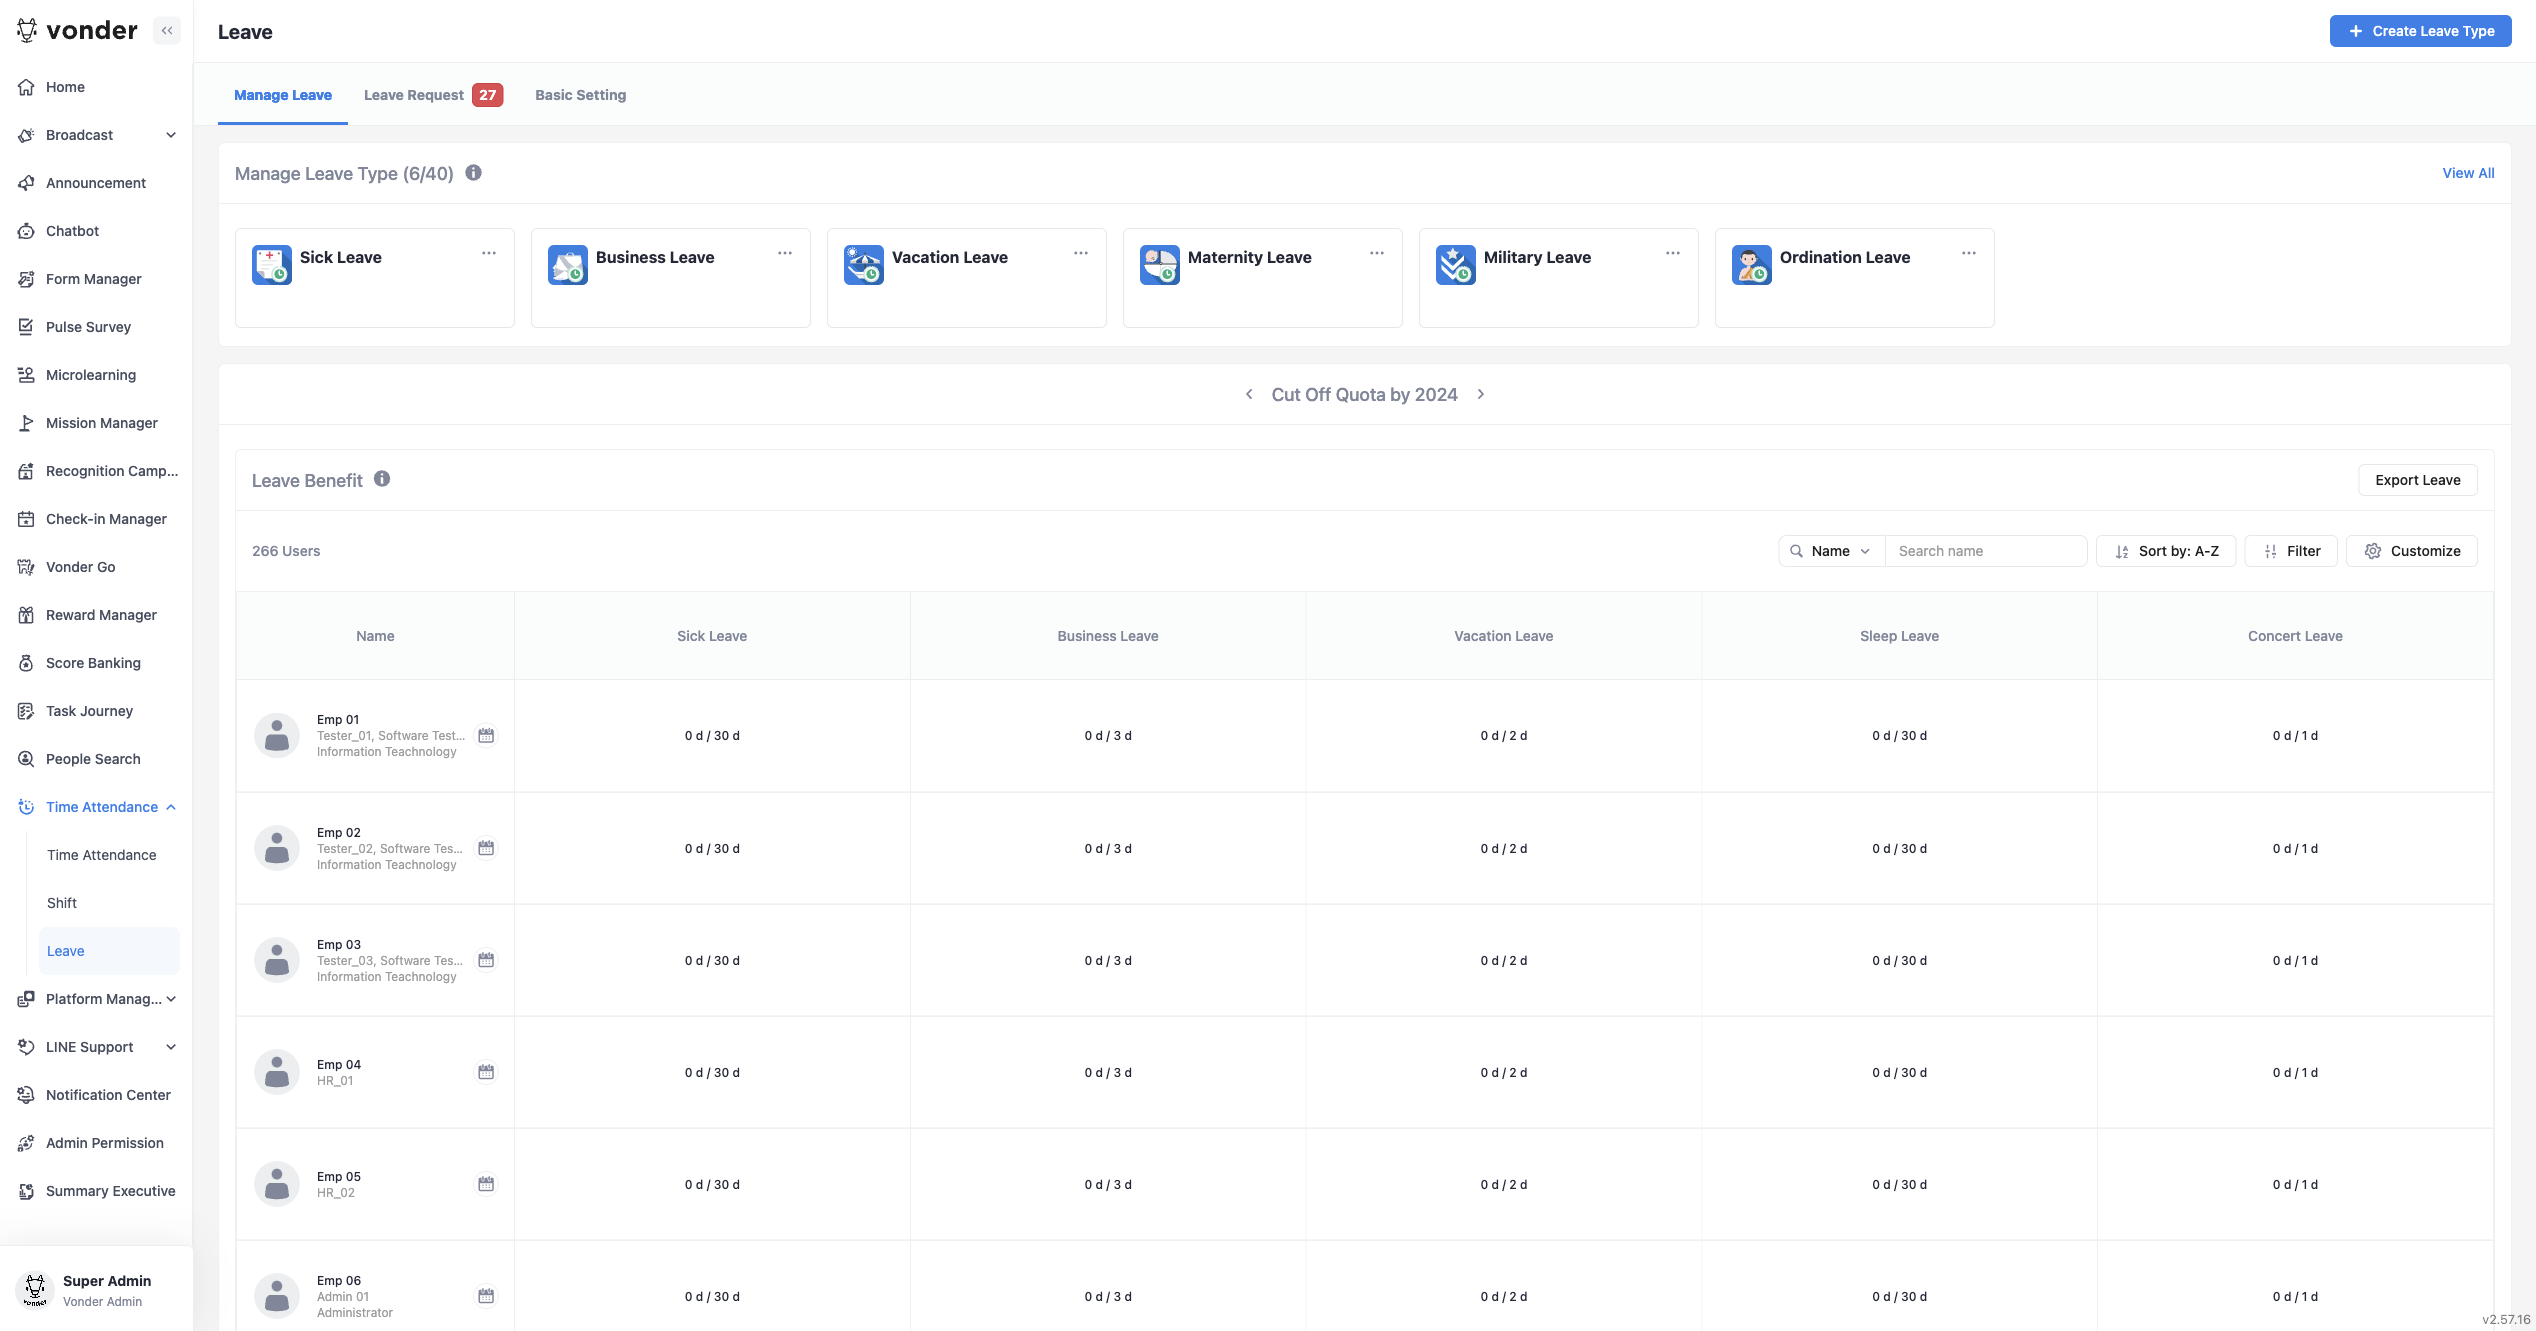 vonder
Home
Broadcast
Announcement
Chatbot
Form Manager
Pulse Survey
Microlearning
Mission Manager
Recognition Camp...
Check-in Manager
Vonder Go
Reward Manager
Score Banking
Task Journey
People Search
Time Attendance
Time Attendance
Shift
Leave
Platform Manag...
LINE Support
Notification Center
Admin Permission
Summary Executive
Super Admin
Vonder Admin
Leave
+ Create Leave Type
Manage Leave
Leave Request 27
Basic Setting
Manage Leave Type (6/40)
View All
Sick Leave
Business Leave
Vacation Leave
Maternity Leave
Military Leave
Ordination Leave
Cut Off Quota by 2024
Leave Benefit
Export Leave
266 Users
Name
Search name
Sort by: A-Z
Filter
Customize
Name Sick Leave Business Leave Vacation Leave Sleep Leave Concert Leave
Emp 01
Tester_01, Software Test...
Information Teachnology
0 d / 30 d 0 d / 3 d 0 d / 2 d 0 d / 30 d 0 d / 1 d
Emp 02
Tester_02, Software Tes...
Information Teachnology
0 d / 30 d 0 d / 3 d 0 d / 2 d 0 d / 30 d 0 d / 1 d
Emp 03
Tester_03, Software Tes...
Information Teachnology
0 d / 30 d 0 d / 3 d 0 d / 2 d 0 d / 30 d 0 d / 1 d
Emp 04
HR_01
0 d / 30 d 0 d / 3 d 0 d / 2 d 0 d / 30 d 0 d / 1 d
Emp 05
HR_02
0 d / 30 d 0 d / 3 d 0 d / 2 d 0 d / 30 d 0 d / 1 d
Emp 06
Admin 01
Administrator
0 d / 30 d 0 d / 3 d 0 d / 2 d 0 d / 30 d 0 d / 1 d
v2.57.16